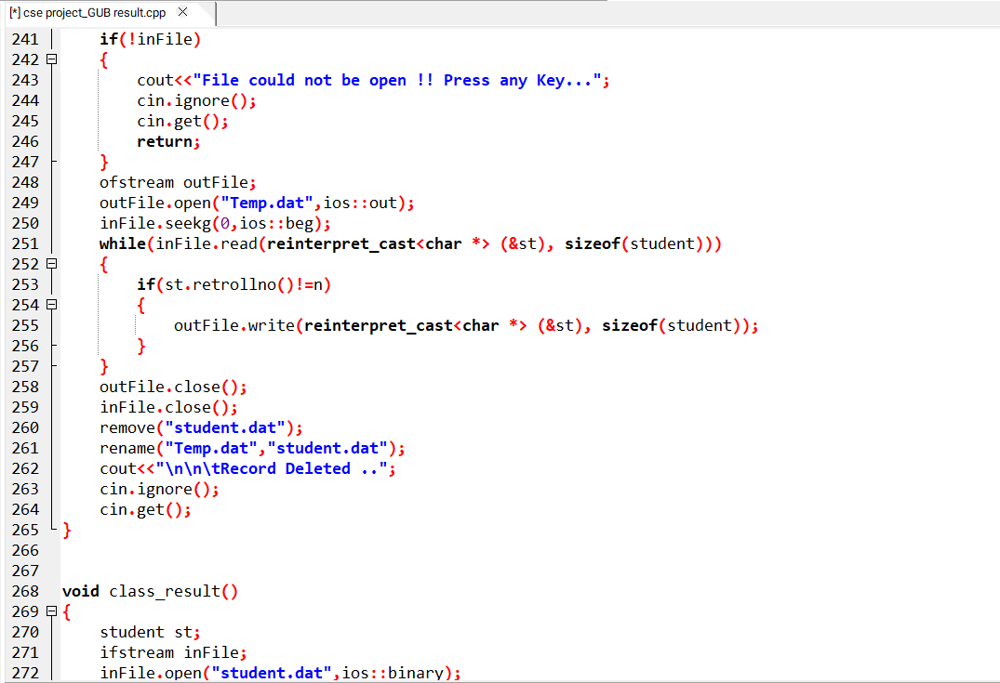 [*] cse project_GUB result.cpp ×
241 if(!inFile)
242 {
243 cout<<"File could not be open !! Press any Key...";
244 cin.ignore();
245 cin.get();
246 return;
247 }
248 ofstream outFile;
249 outFile.open("Temp.dat",ios::out);
250 inFile.seekg(0,ios::beg);
251 while(inFile.read(reinterpret_cast<char *> (&st), sizeof(student)))
252 {
253 if(st.retrollno()!=n)
254 {
255 outFile.write(reinterpret_cast<char *> (&st), sizeof(student));
256 }
257 }
258 outFile.close();
259 inFile.close();
260 remove("student.dat");
261 rename("Temp.dat","student.dat");
262 cout<<"\n\n\tRecord Deleted ..";
263 cin.ignore();
264 cin.get();
265 }
266
267
268 void class_result()
269 {
270 student st;
271 ifstream inFile;
272 inFile.open("student.dat",ios::binary);